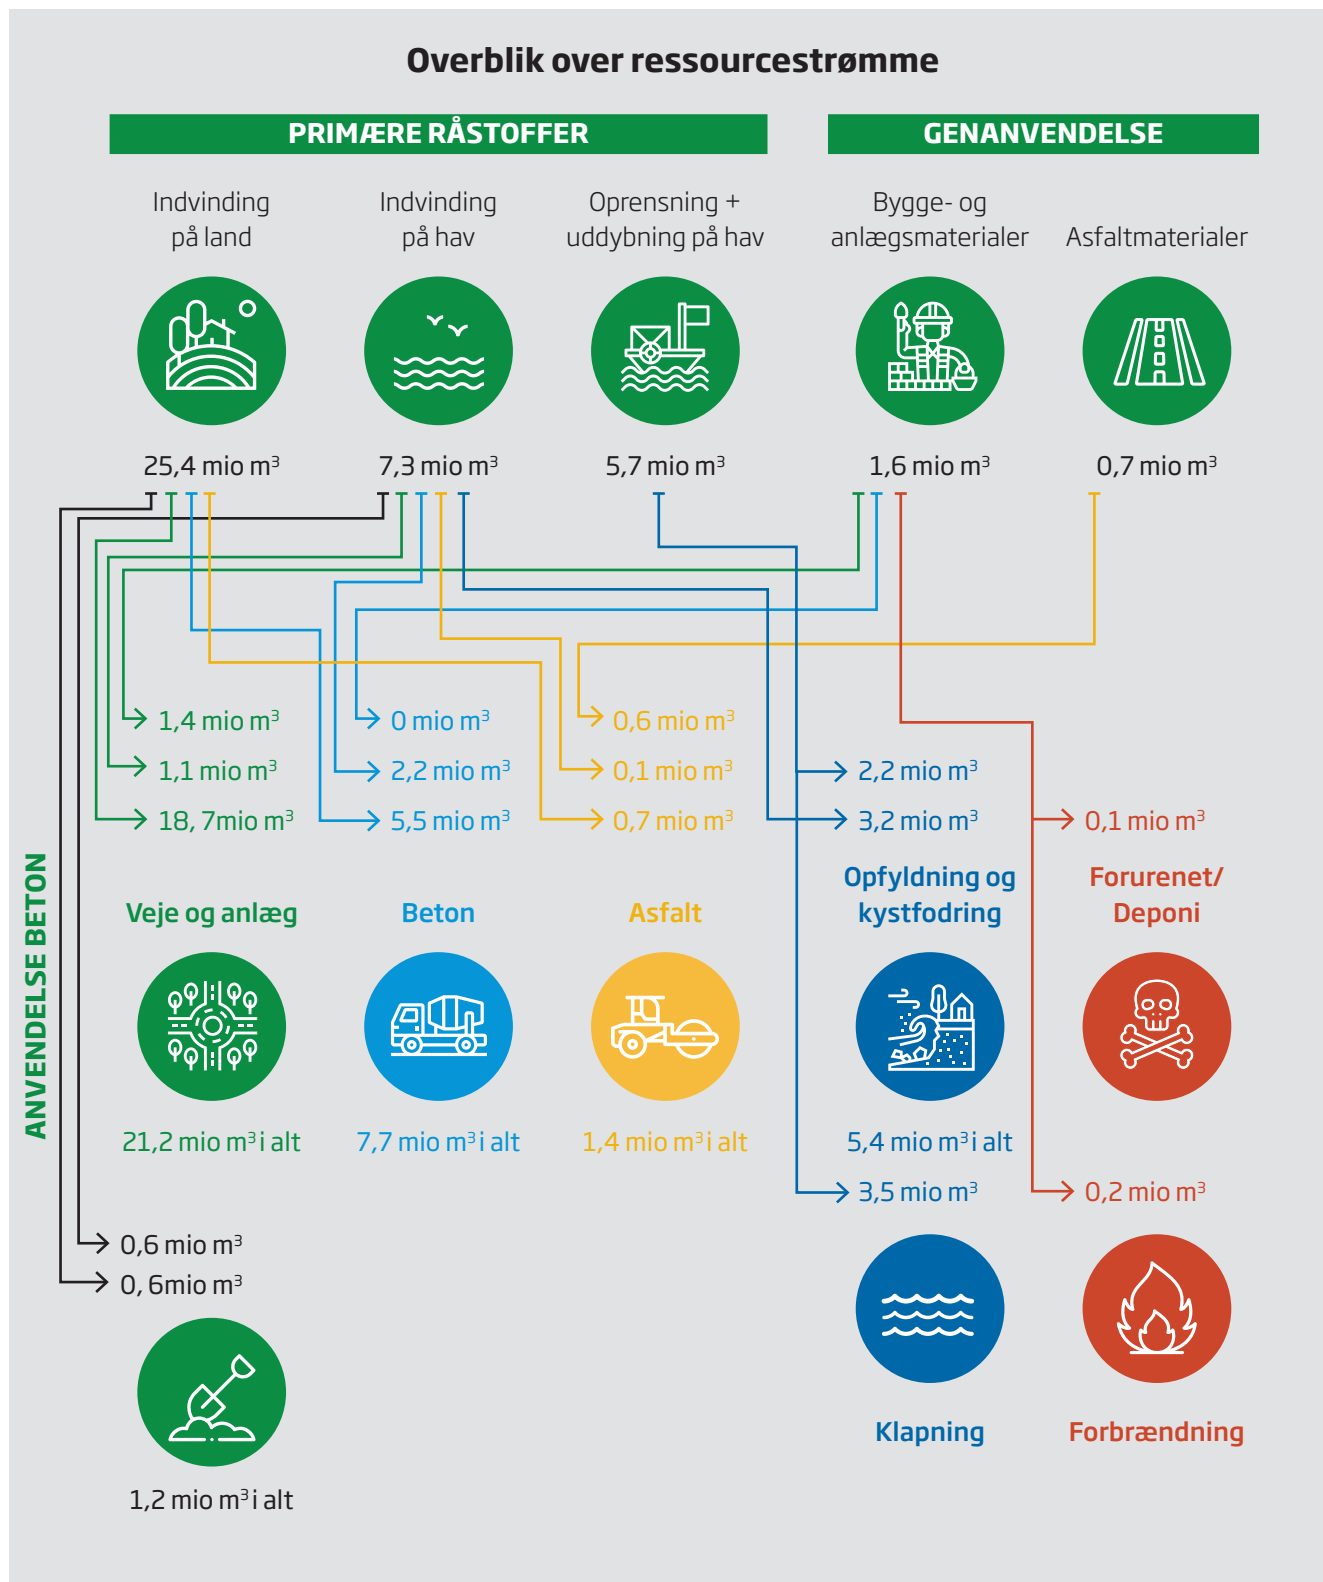 Overblik over ressourcestrømme
PRIMÆRE RÅSTOFFER
GENANVENDELSE
Indvinding
på land
Indvinding
på hav
Oprensning +
uddybning på hav
Bygge- og
anlægsmaterialer
Asfaltmaterialer
25,4 mio m³
7,3 mio m³
5,7 mio m³
1,6 mio m³
0,7 mio m³
1,4 mio m³
1,1 mio m³
18, 7mio m³
0 mio m³
2,2 mio m³
5,5 mio m³
0,6 mio m³
0,1 mio m³
0,7 mio m³
2,2 mio m³
3,2 mio m³
0,1 mio m³
ANVENDELSE BETON
Veje og anlæg
Beton
Asfalt
Opfyldning og
kystfodring
Forurenet/
Deponi
21,2 mio m³ i alt
7,7 mio m³ i alt
1,4 mio m³ i alt
5,4 mio m³ i alt
3,5 mio m³
0,2 mio m³
0,6 mio m³
0, 6mio m³
Klapning
Forbrændning
1,2 mio m³ i alt